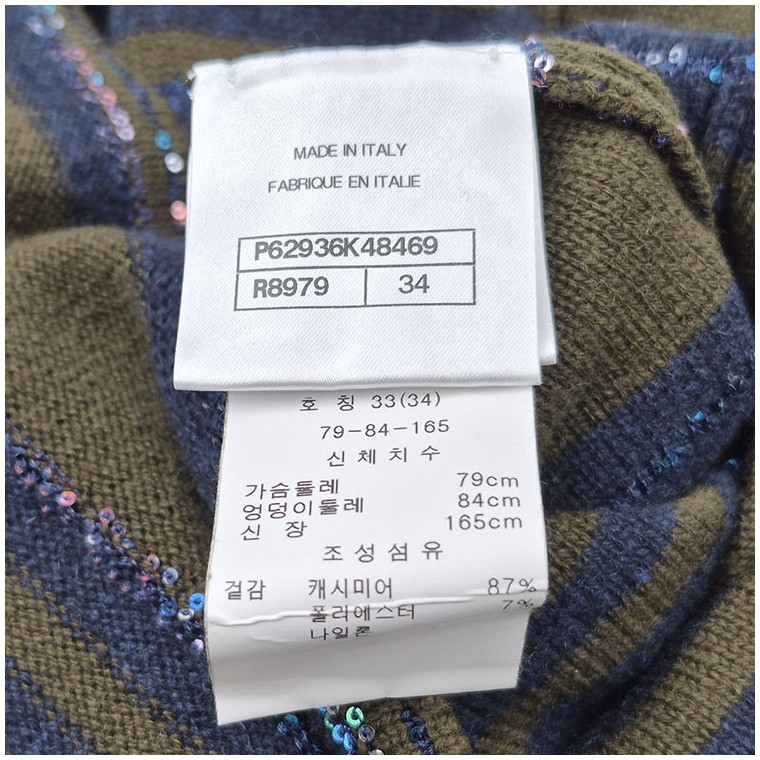 MADE IN ITALY
FABRIQUE EN ITALIE
P62936K48469
R8979 34
호 칭 33(34)
79-84-165
신체치수
가슴둘레 79cm
엉덩이둘레 84cm
신 장 165cm
조성섬유
겉감 캐시미어 87%
폴리에스터 7%
나일론